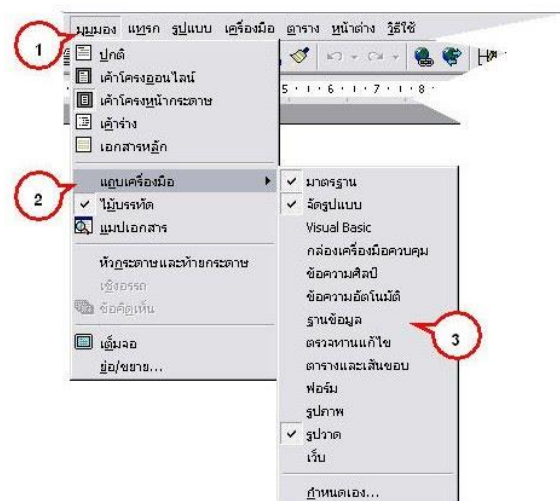 มุมมอง แทรก รูปแบบ เครื่องมือ ตาราง หน้าต่าง วิธีใช้
1
ปกติ
เค้าโครงออนไลน์
5 · 1 · 6 · 1 · 7 · 1 · 8 ·
เค้าโครงหน้ากระดาษ
เค้าร่าง
เอกสารหลัก
2
แถบเครื่องมือ
ไม้บรรทัด
แมปเอกสาร
หัวกระดาษและท้ายกระดาษ
เชิงอรรถ
ข้อคิดเห็น
เต็มจอ
ย่อ/ขยาย...
มาตรฐาน
จัดรูปแบบ
Visual Basic
กล่องเครื่องมือควบคุม
ข้อความศิลป์
ข้อความอัตโนมัติ
ฐานข้อมูล
3
ตรวจทานแก้ไข
ตารางและเส้นขอบ
ฟอร์ม
รูปภาพ
รูปวาด
เว็บ
กำหนดเอง...